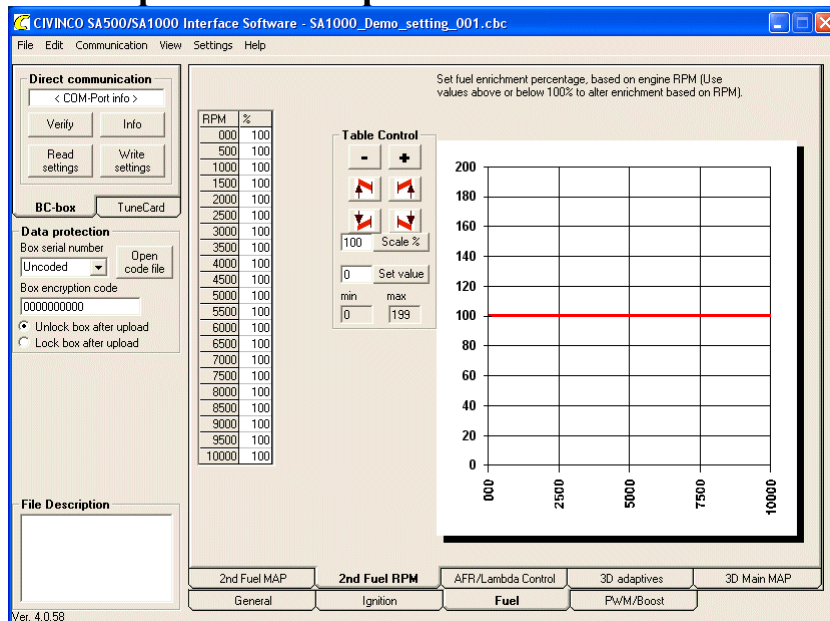 CIVINCO SA500/SA1000 Interface Software - SA1000_Demo_setting_001.cbc
File Edit Communication View Settings Help
Direct communication
< COM-Port info >
Verify Info
Read settings Write settings
BC-box TuneCard
Data protection
Box serial number
Uncoded
Open code file
Box encryption code
0000000000
Unlock box after upload
Lock box after upload
File Description
Ver. 4.0.58
Set fuel enrichment percentage, based on engine RPM (Use
values above or below 100% to alter enrichment based on RPM).
RPM %
000 100
500 100
1000 100
1500 100
2000 100
2500 100
3000 100
3500 100
4000 100
4500 100
5000 100
5500 100
6000 100
6500 100
7000 100
7500 100
8000 100
8500 100
9000 100
9500 100
10000 100
Table Control
- +
100 Scale %
0 Set value
min max
0 199
200
180
160
140
120
100
80
60
40
20
0
000 2500 5000 7500 10000
2nd Fuel MAP 2nd Fuel RPM AFR/Lambda Control 3D adaptives 3D Main MAP
General Ignition Fuel PWM/Boost